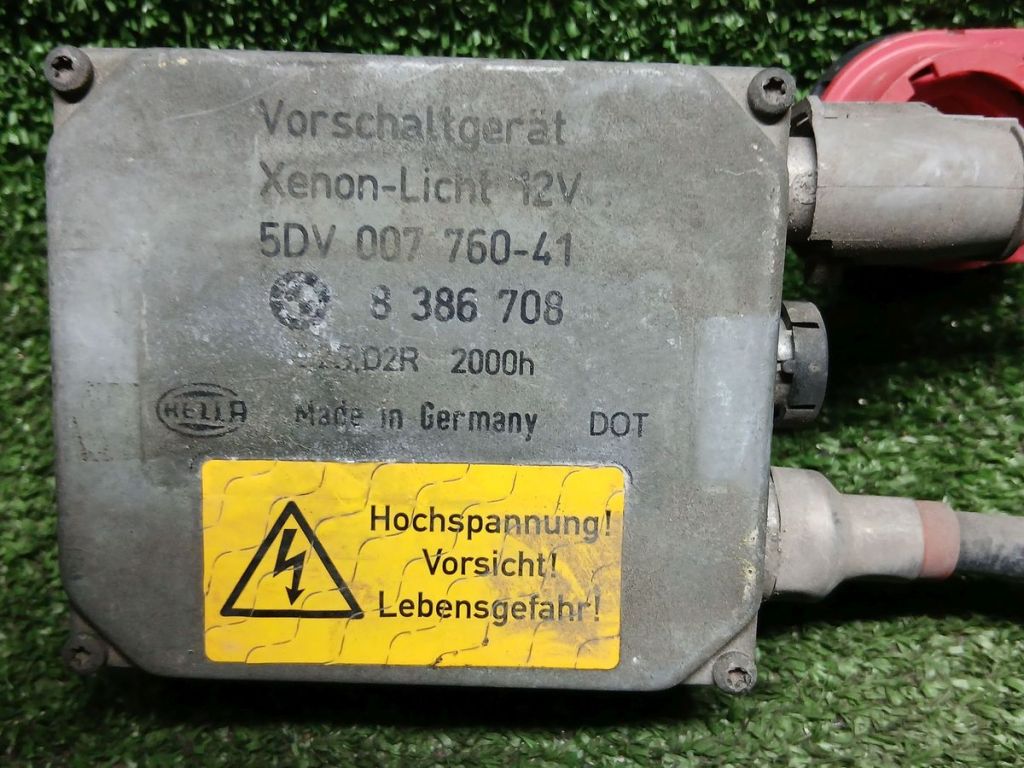 Vorschaltgerät
Xenon-Licht 12V
5DV 007 760-41
8 386 708
D2R 2000h
HELLA Made in Germany DOT
Hochspannung!
Vorsicht!
Lebensgefahr!